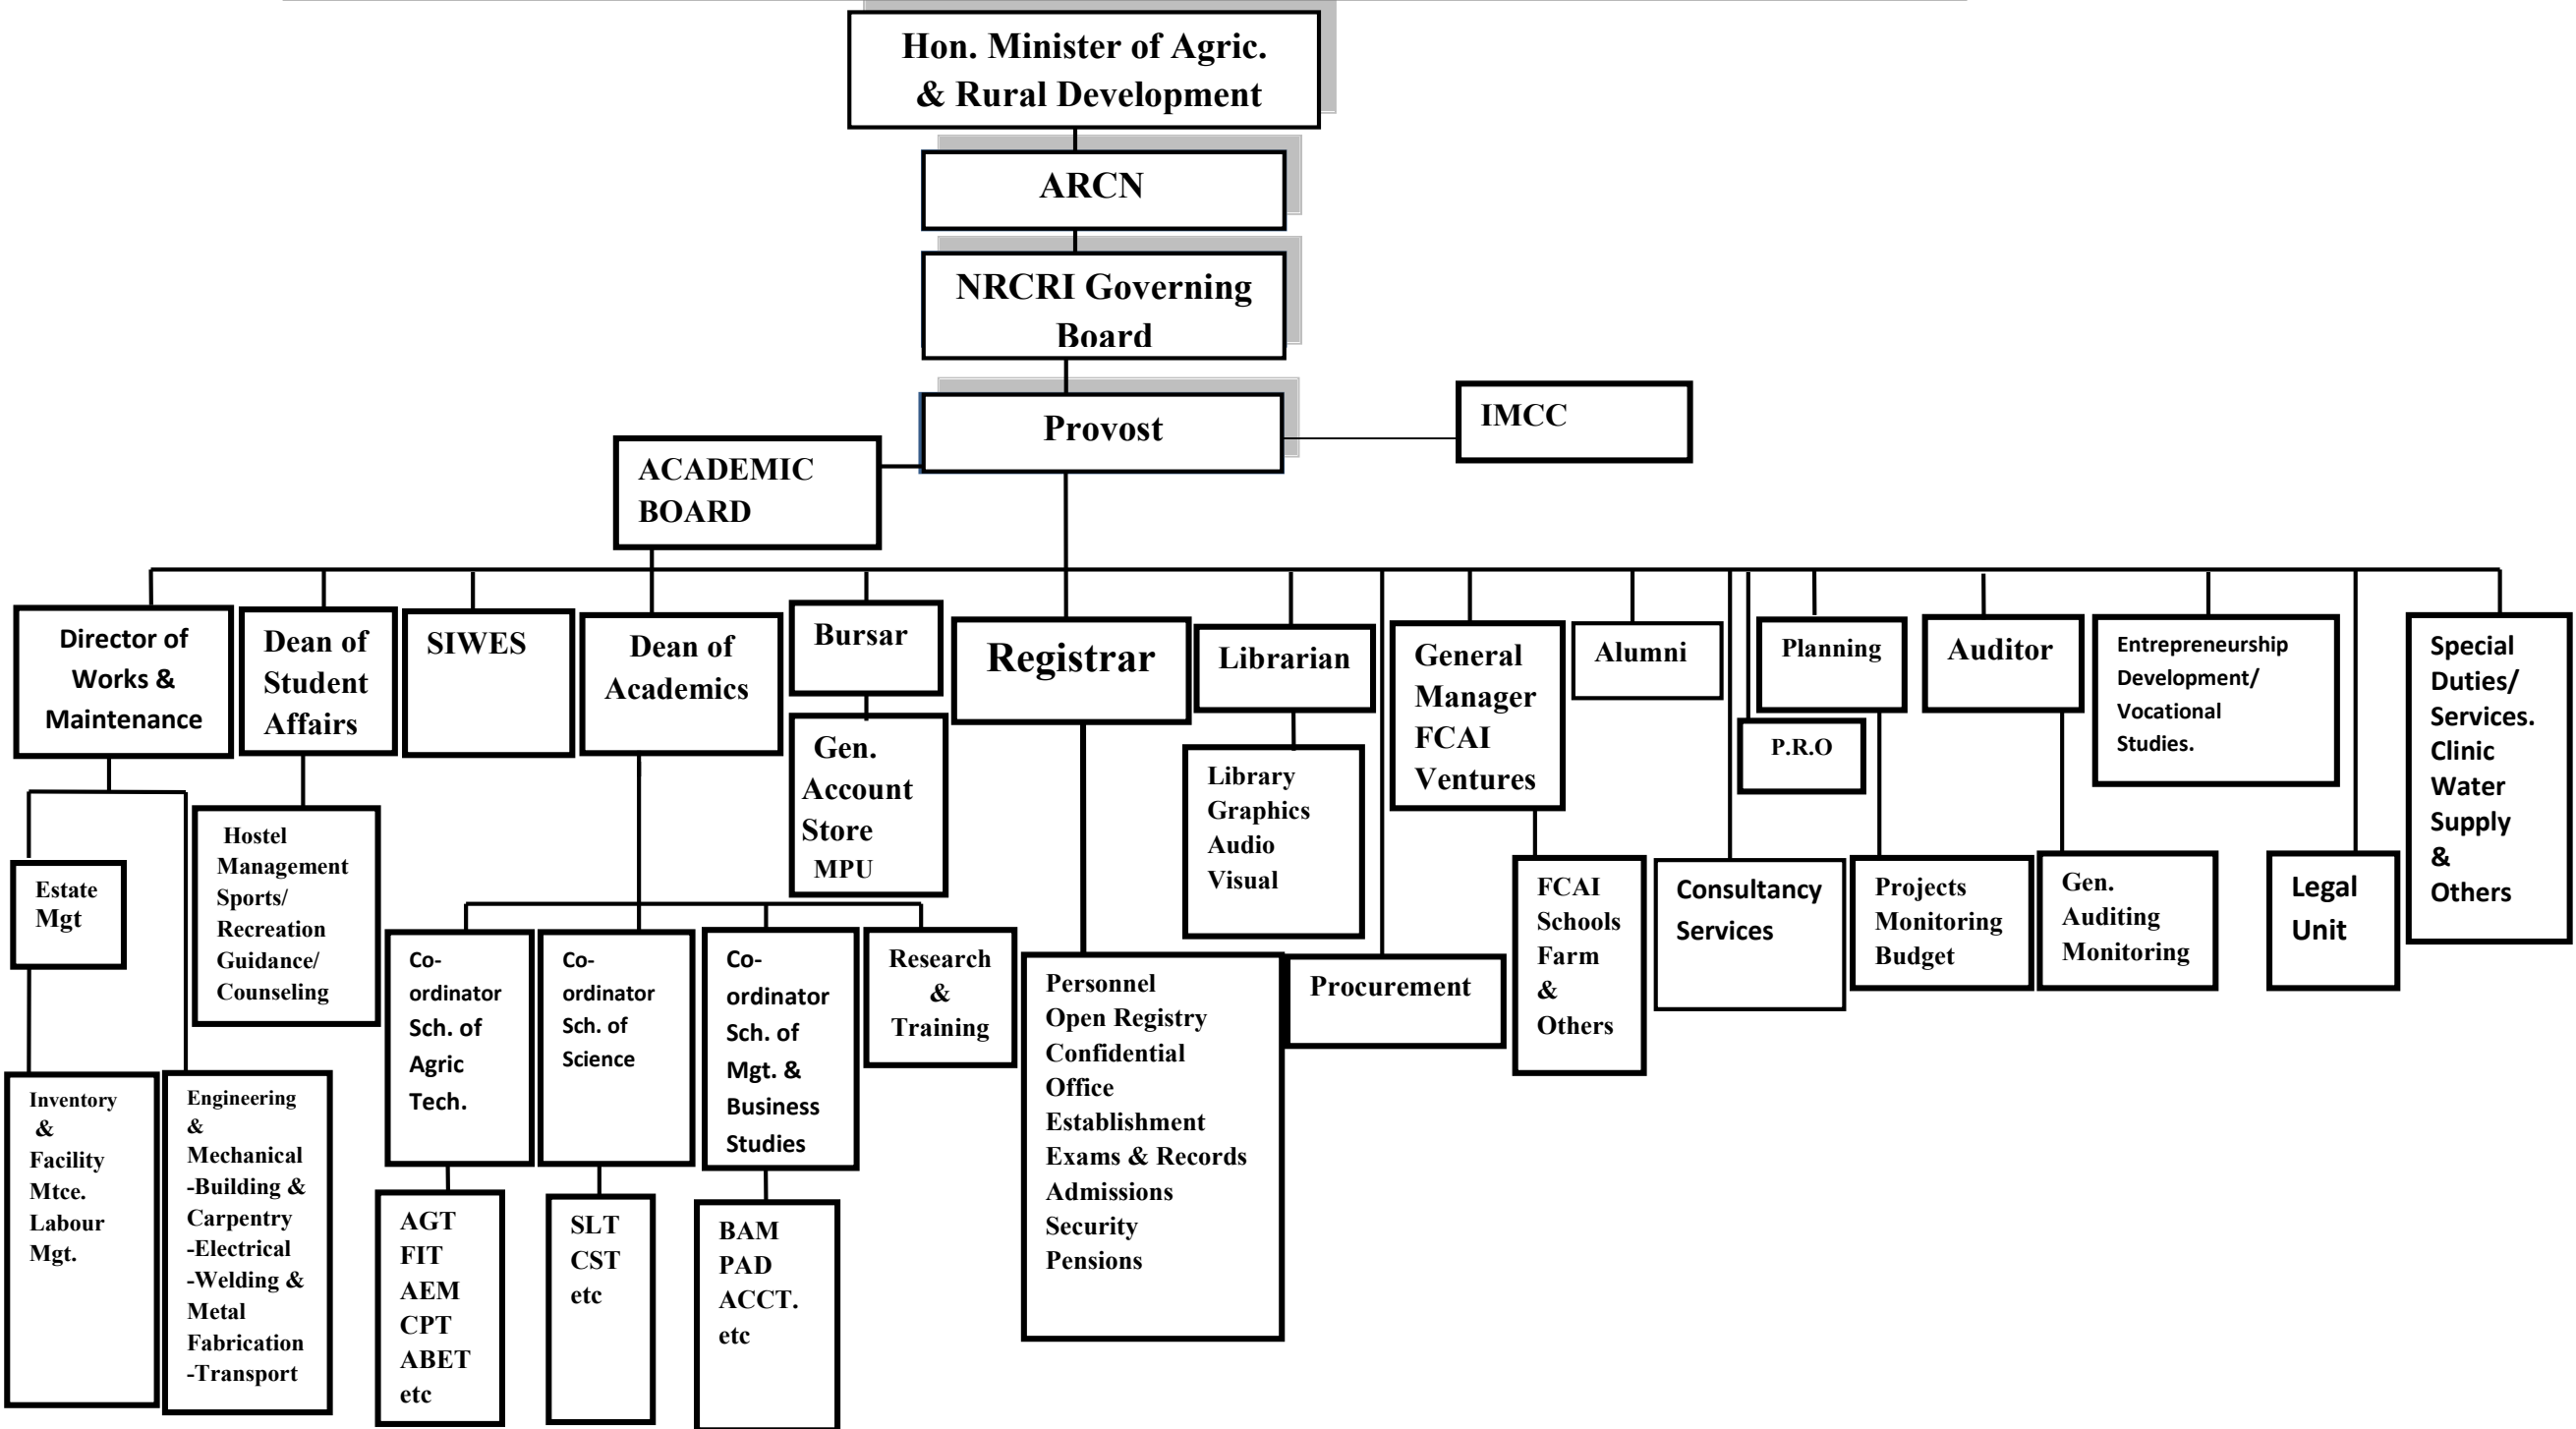 Hon. Minister of Agric.
& Rural Development
ARCN
NRCRI Governing
Board
Provost
IMCC
ACADEMIC
BOARD
Director of
Works &
Maintenance
Dean of
Student
Affairs
SIWES
Dean of
Academics
Bursar
Registrar
Librarian
General
Manager
FCAI
Ventures
Alumni
Planning
Auditor
Entrepreneurship
Development/
Vocational
Studies.
Special
Duties/
Services.
Clinic
Water
Supply
&
Others
P.R.O
Gen.
Account
Store
MPU
Library
Graphics
Audio
Visual
Hostel
Management
Sports/
Recreation
Guidance/
Counseling
Estate
Mgt
FCAI
Schools
Farm
&
Others
Consultancy
Services
Projects
Monitoring
Budget
Gen.
Auditing
Monitoring
Legal
Unit
Co-
ordinator
Sch. of
Agric
Tech.
Co-
ordinator
Sch. of
Science
Co-
ordinator
Sch. of
Mgt. &
Business
Studies
Research
&
Training
Personnel
Open Registry
Confidential
Office
Establishment
Exams & Records
Admissions
Security
Pensions
Procurement
Inventory
&
Facility
Mtce.
Labour
Mgt.
Engineering
&
Mechanical
-Building &
Carpentry
-Electrical
-Welding &
Metal
Fabrication
-Transport
AGT
FIT
AEM
CPT
ABET
etc
SLT
CST
etc
BAM
PAD
ACCT.
etc